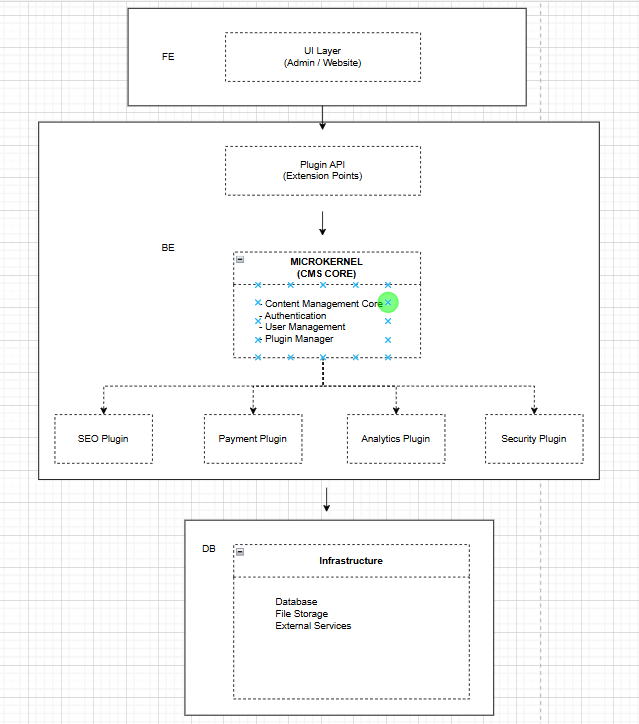 FE
UI Layer
(Admin / Website)
Plugin API
(Extension Points)
BE
MICROKERNEL
(CMS CORE)
- Content Management Core
- Authentication
- User Management
- Plugin Manager
SEO Plugin
Payment Plugin
Analytics Plugin
Security Plugin
DB
Infrastructure
Database
File Storage
External Services